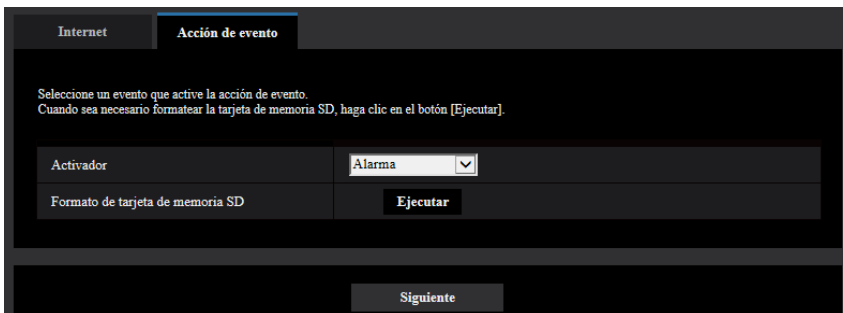 Internet Acción de evento
Seleccione un evento que active la acción de evento.
Cuando sea necesario formatear la tarjeta de memoria SD, haga clic en el botón [Ejecutar].
Activador Alarma
Formato de tarjeta de memoria SD Ejecutar
Siguiente